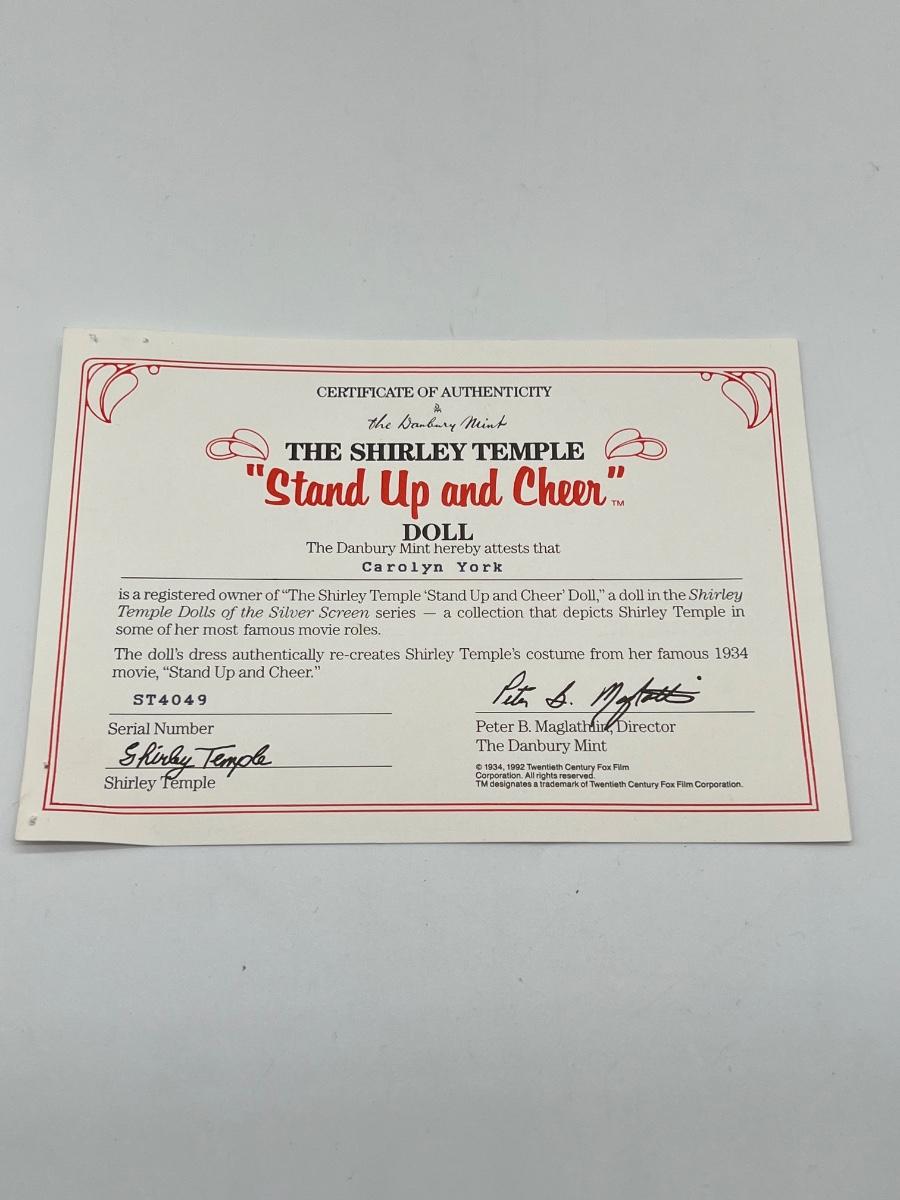 CERTIFICATE OF AUTHENTICITY
the Danbury Mint
THE SHIRLEY TEMPLE
"Stand Up and Cheer"™
DOLL
The Danbury Mint hereby attests that
Carolyn York
is a registered owner of “The Shirley Temple ‘Stand Up and Cheer’ Doll,” a doll in the Shirley
Temple Dolls of the Silver Screen series — a collection that depicts Shirley Temple in
some of her most famous movie roles.
The doll’s dress authentically re-creates Shirley Temple’s costume from her famous 1934
movie, “Stand Up and Cheer.”
ST4049
Serial Number
Shirley Temple
Shirley Temple
Peter B. Maglathlin
Peter B. Maglathlin, Director
The Danbury Mint
© 1934, 1992 Twentieth Century Fox Film
Corporation. All rights reserved.
TM designates a trademark of Twentieth Century Fox Film Corporation.